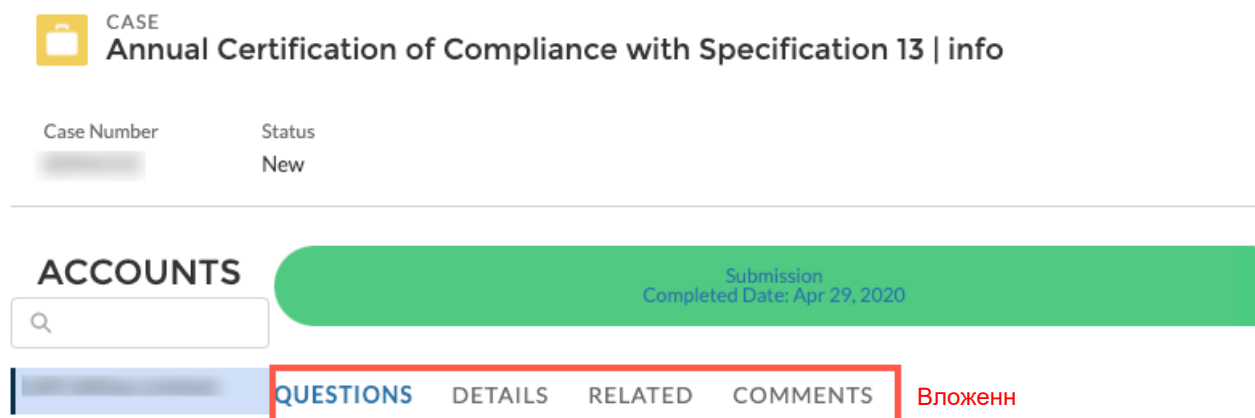 CASE
Annual Certification of Compliance with Specification 13 | info
Case Number Status
New
ACCOUNTS
Submission
Completed Date: Apr 29, 2020
QUESTIONS DETAILS RELATED COMMENTS Вложенн